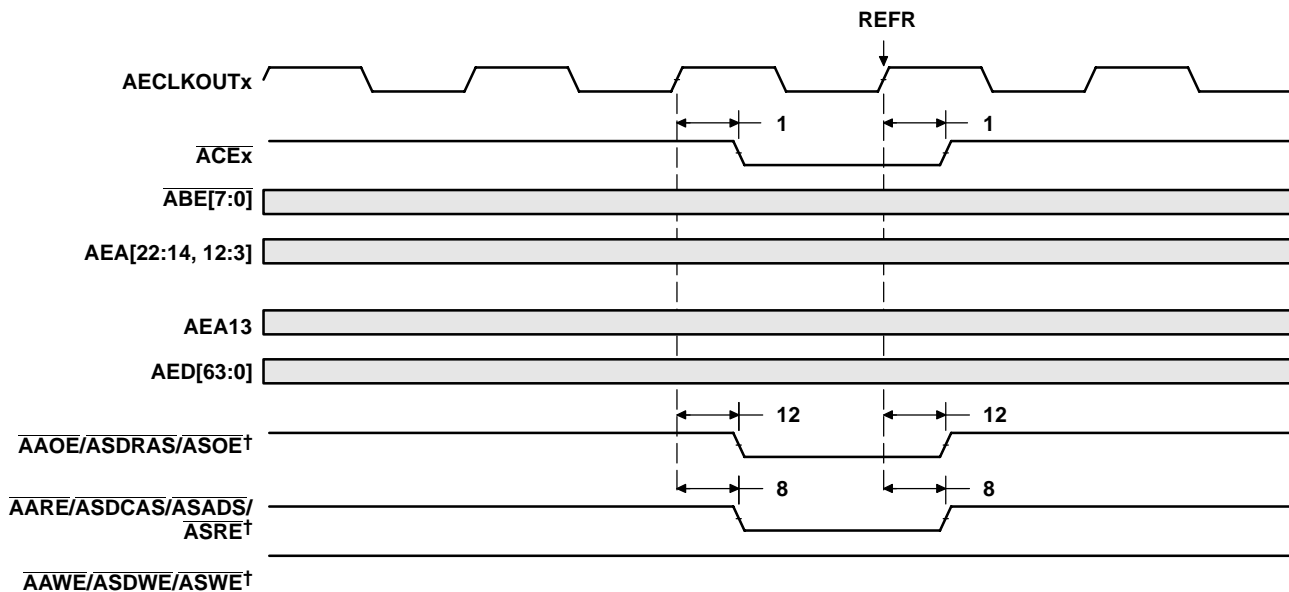 REFR
AECLKOUTx
1 1
ACEx
ABE[7:0]
AEA[22:14, 12:3]
AEA13
AED[63:0]
12 12
AAOE/ASDRAS/ASOE†
8 8
AARE/ASDCAS/ASADS/
ASRE†
AAWE/ASDWE/ASWE†